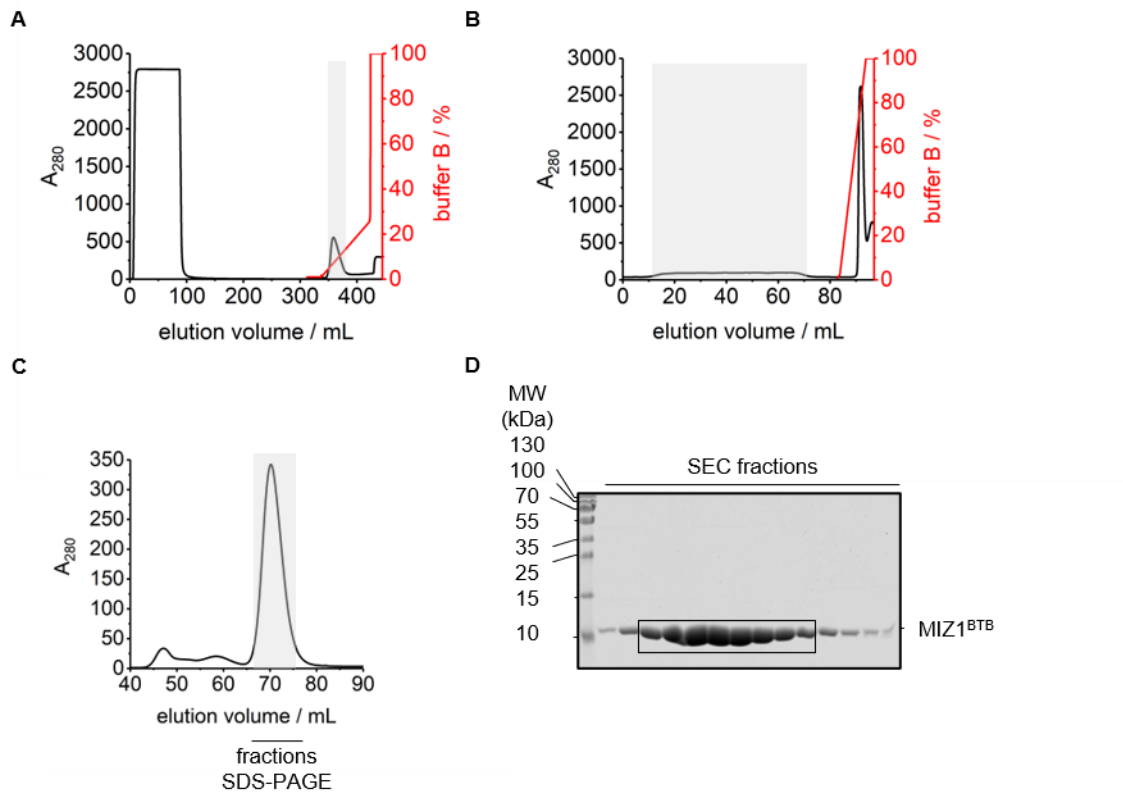 A
3000
2500
2000
1500
1000
500
0
A280
100
80
60
40
20
0
buffer B / %
0 100 200 300 400
elution volume / mL
B
3000
2500
2000
1500
1000
500
0
A280
100
80
60
40
20
0
buffer B / %
0 20 40 60 80
elution volume / mL
C
350
300
250
200
150
100
50
0
A280
40 50 60 70 80 90
elution volume / mL
fractions
SDS-PAGE
D
MW
(kDa)
130
100
70
55
35
25
15
10
SEC fractions
MIZ1BTB